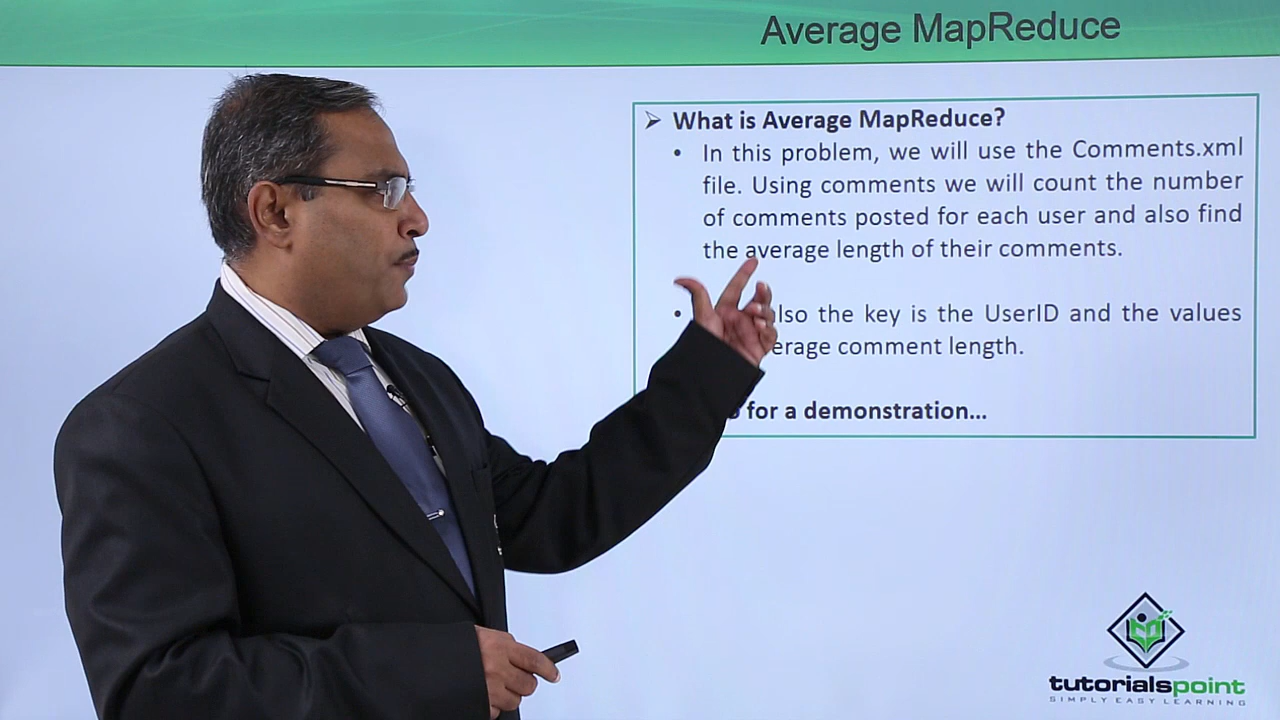 Average MapReduce
➢ What is Average MapReduce?
• In this problem, we will use the Comments.xml
file. Using comments we will count the number
of comments posted for each user and also find
the average length of their comments.
• the key is the UserID and the values
comment length.
for a demonstration...
tutorialspoint
SIMPLY EASY LEARNING